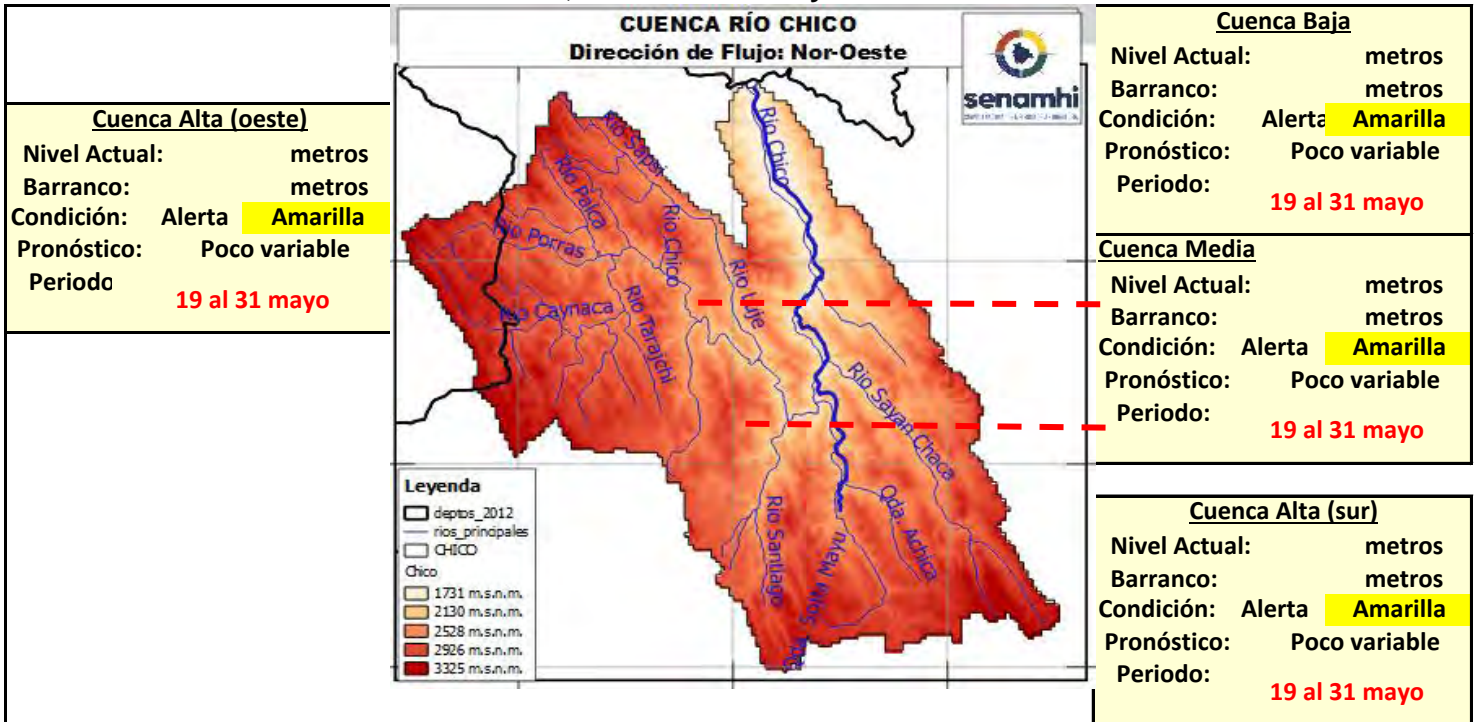 CUENCA RÍO CHICO
Dirección de Flujo: Nor-Oeste
senamhi
Cuenca Alta (oeste)
Nivel Actual: metros
Barranco: metros
Condición: Alerta Amarilla
Pronóstico: Poco variable
Periodo
19 al 31 mayo
Río Sapsi
Río Palca
Río Porras
Río Chico
Río Chico
Río Luje
Río Caynaca
Río Tarajchi
Río Sayan Chaca
Río Santiago
Solta Mayu
Qda. Achica
Leyenda
deptos_2012
rios_principales
CHICO
Chico
1731 m.s.n.m.
2130 m.s.n.m.
2528 m.s.n.m.
2926 m.s.n.m.
3325 m.s.n.m.
Cuenca Baja
Nivel Actual: metros
Barranco: metros
Condición: Alerta Amarilla
Pronóstico: Poco variable
Periodo:
19 al 31 mayo
Cuenca Media
Nivel Actual: metros
Barranco: metros
Condición: Alerta Amarilla
Pronóstico: Poco variable
Periodo:
19 al 31 mayo
Cuenca Alta (sur)
Nivel Actual: metros
Barranco: metros
Condición: Alerta Amarilla
Pronóstico: Poco variable
Periodo:
19 al 31 mayo